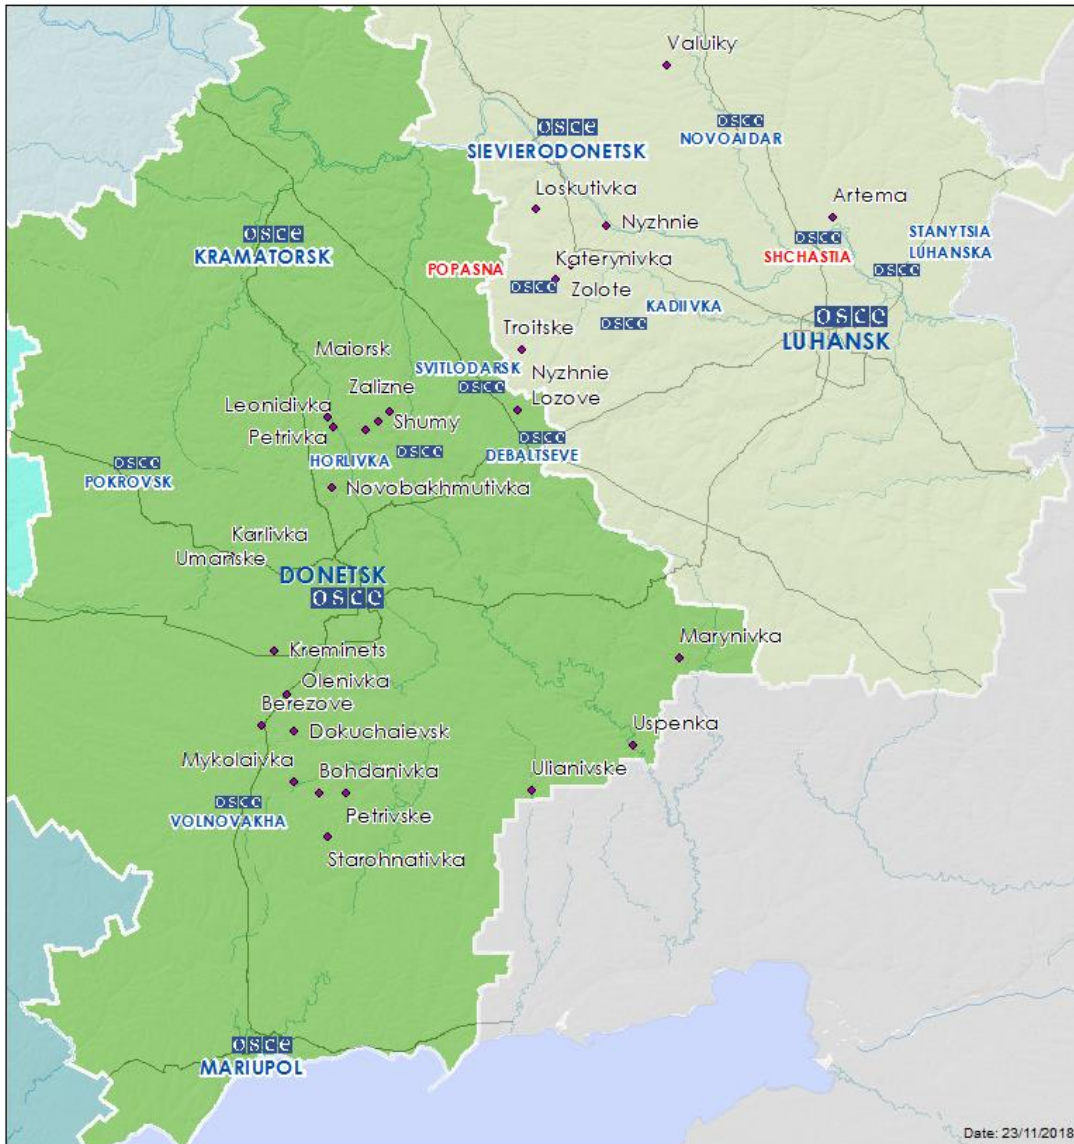 Valuiky
osce
SIEVIERODONETSK
osce
NOVOAIDAR
Loskutivka
Artema
Nyzhnie
osce
KRAMATORSK
osce
SHCHASTIA
STANYTSIA
LUHANSKA
osce
POPASNA
osce
Katerynivka
Zolote
KADIIVKA
osce
osce
LUHANSK
Troitske
Maiorsk
SVITLODARSK
osce
Nyzhnie
Zalizne
Lozove
Leonidivka
Shumy
Petrivka
HORLIVKA
osce
osce
DEBALTSEVE
osce
POKROVSK
Novobakhmutivka
Karlivka
Umanske
DONETSK
osce
Kreminets
Marynivka
Olenivka
Berezove
Dokuchaievsk
Uspenka
Mykolaivka
Bohdanivka
Ulianivske
osce
VOLNOVAKHA
Petrivske
Starohnativka
osce
MARIUPOL
Date: 23/11/2018